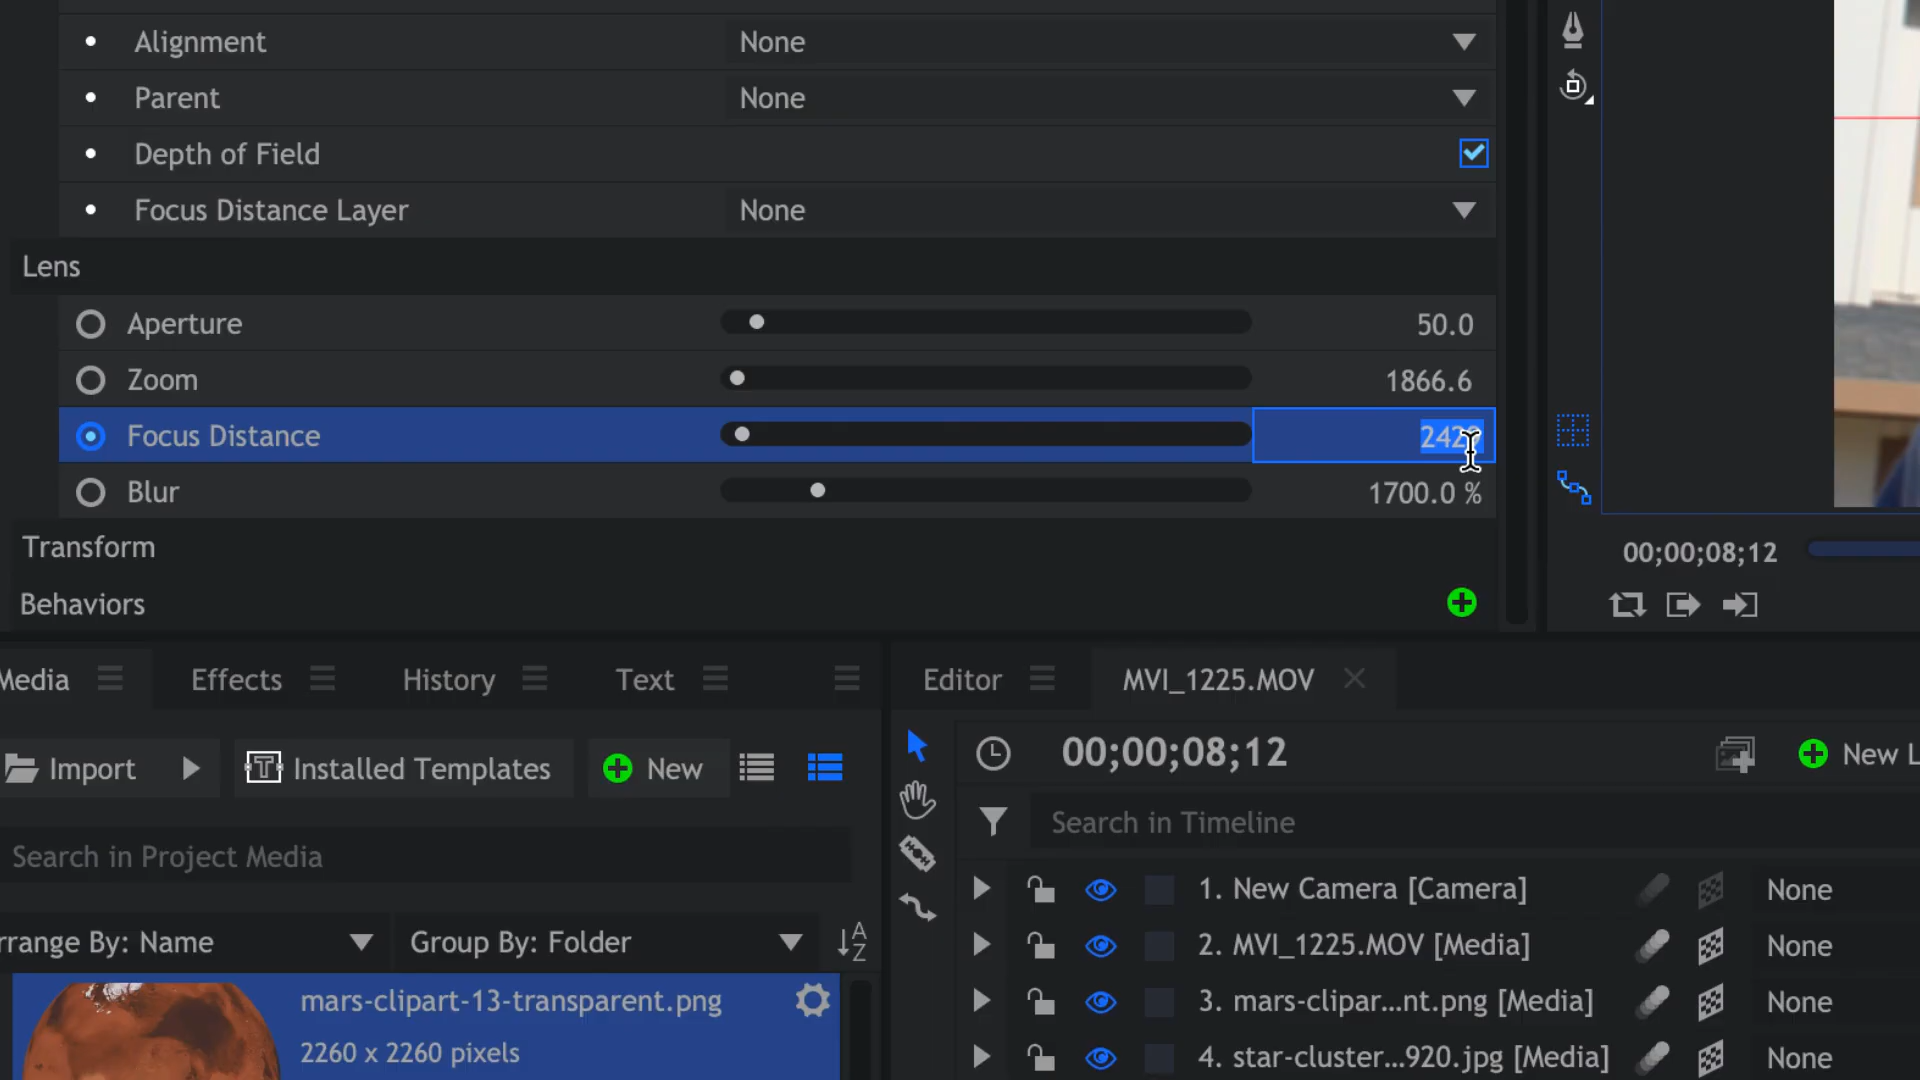 Alignment None
Parent None
Depth of Field
Focus Distance Layer None
Lens
Aperture 50.0
Zoom 1866.6
Focus Distance
Blur 1700.0 %
Transform
Behaviors
00;00;08;12
Media Effects History Text
Editor MVI_1225.MOV
Import Installed Templates New
00;00;08;12 New L
Search in Timeline
Search in Project Media
1. New Camera [Camera] None
rrange By: Name Group By: Folder A Z
2. MVI_1225.MOV [Media] None
mars-clipart-13-transparent.png
2260 x 2260 pixels
3. mars-clipar...nt.png [Media] None
4. star-cluster...920.jpg [Media] None